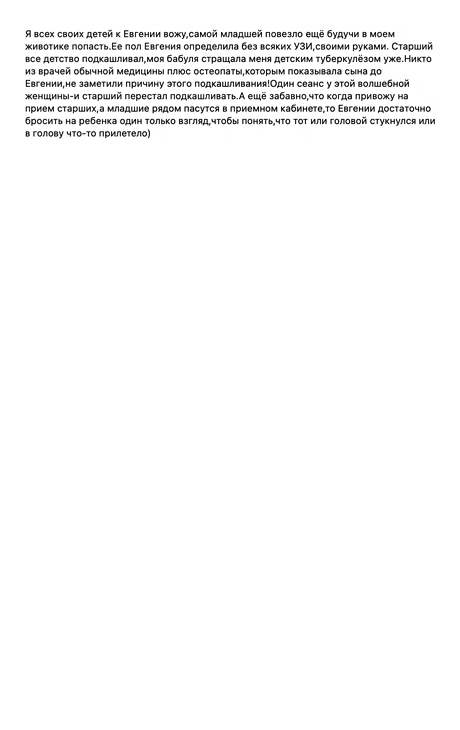 Я всех своих детей к Евгении вожу,самой младшей повезло ещё будучи в моем
животике попасть.Ее пол Евгения определила без всяких УЗИ,своими руками. Старший
все детство подкашливал,моя бабуля стращала меня детским туберкулёзом уже.Никто
из врачей обычной медицины плюс остеопаты,которым показывала сына до
Евгении,не заметили причину этого подкашливания!Один сеанс у этой волшебной
женщины-и старший перестал подкашливать.А ещё забавно,что когда привожу на
прием старших,а младшие рядом пасутся в приемном кабинете,то Евгении достаточно
бросить на ребенка один только взгляд,чтобы понять,что тот или головой стукнулся или
в голову что-то прилетело)